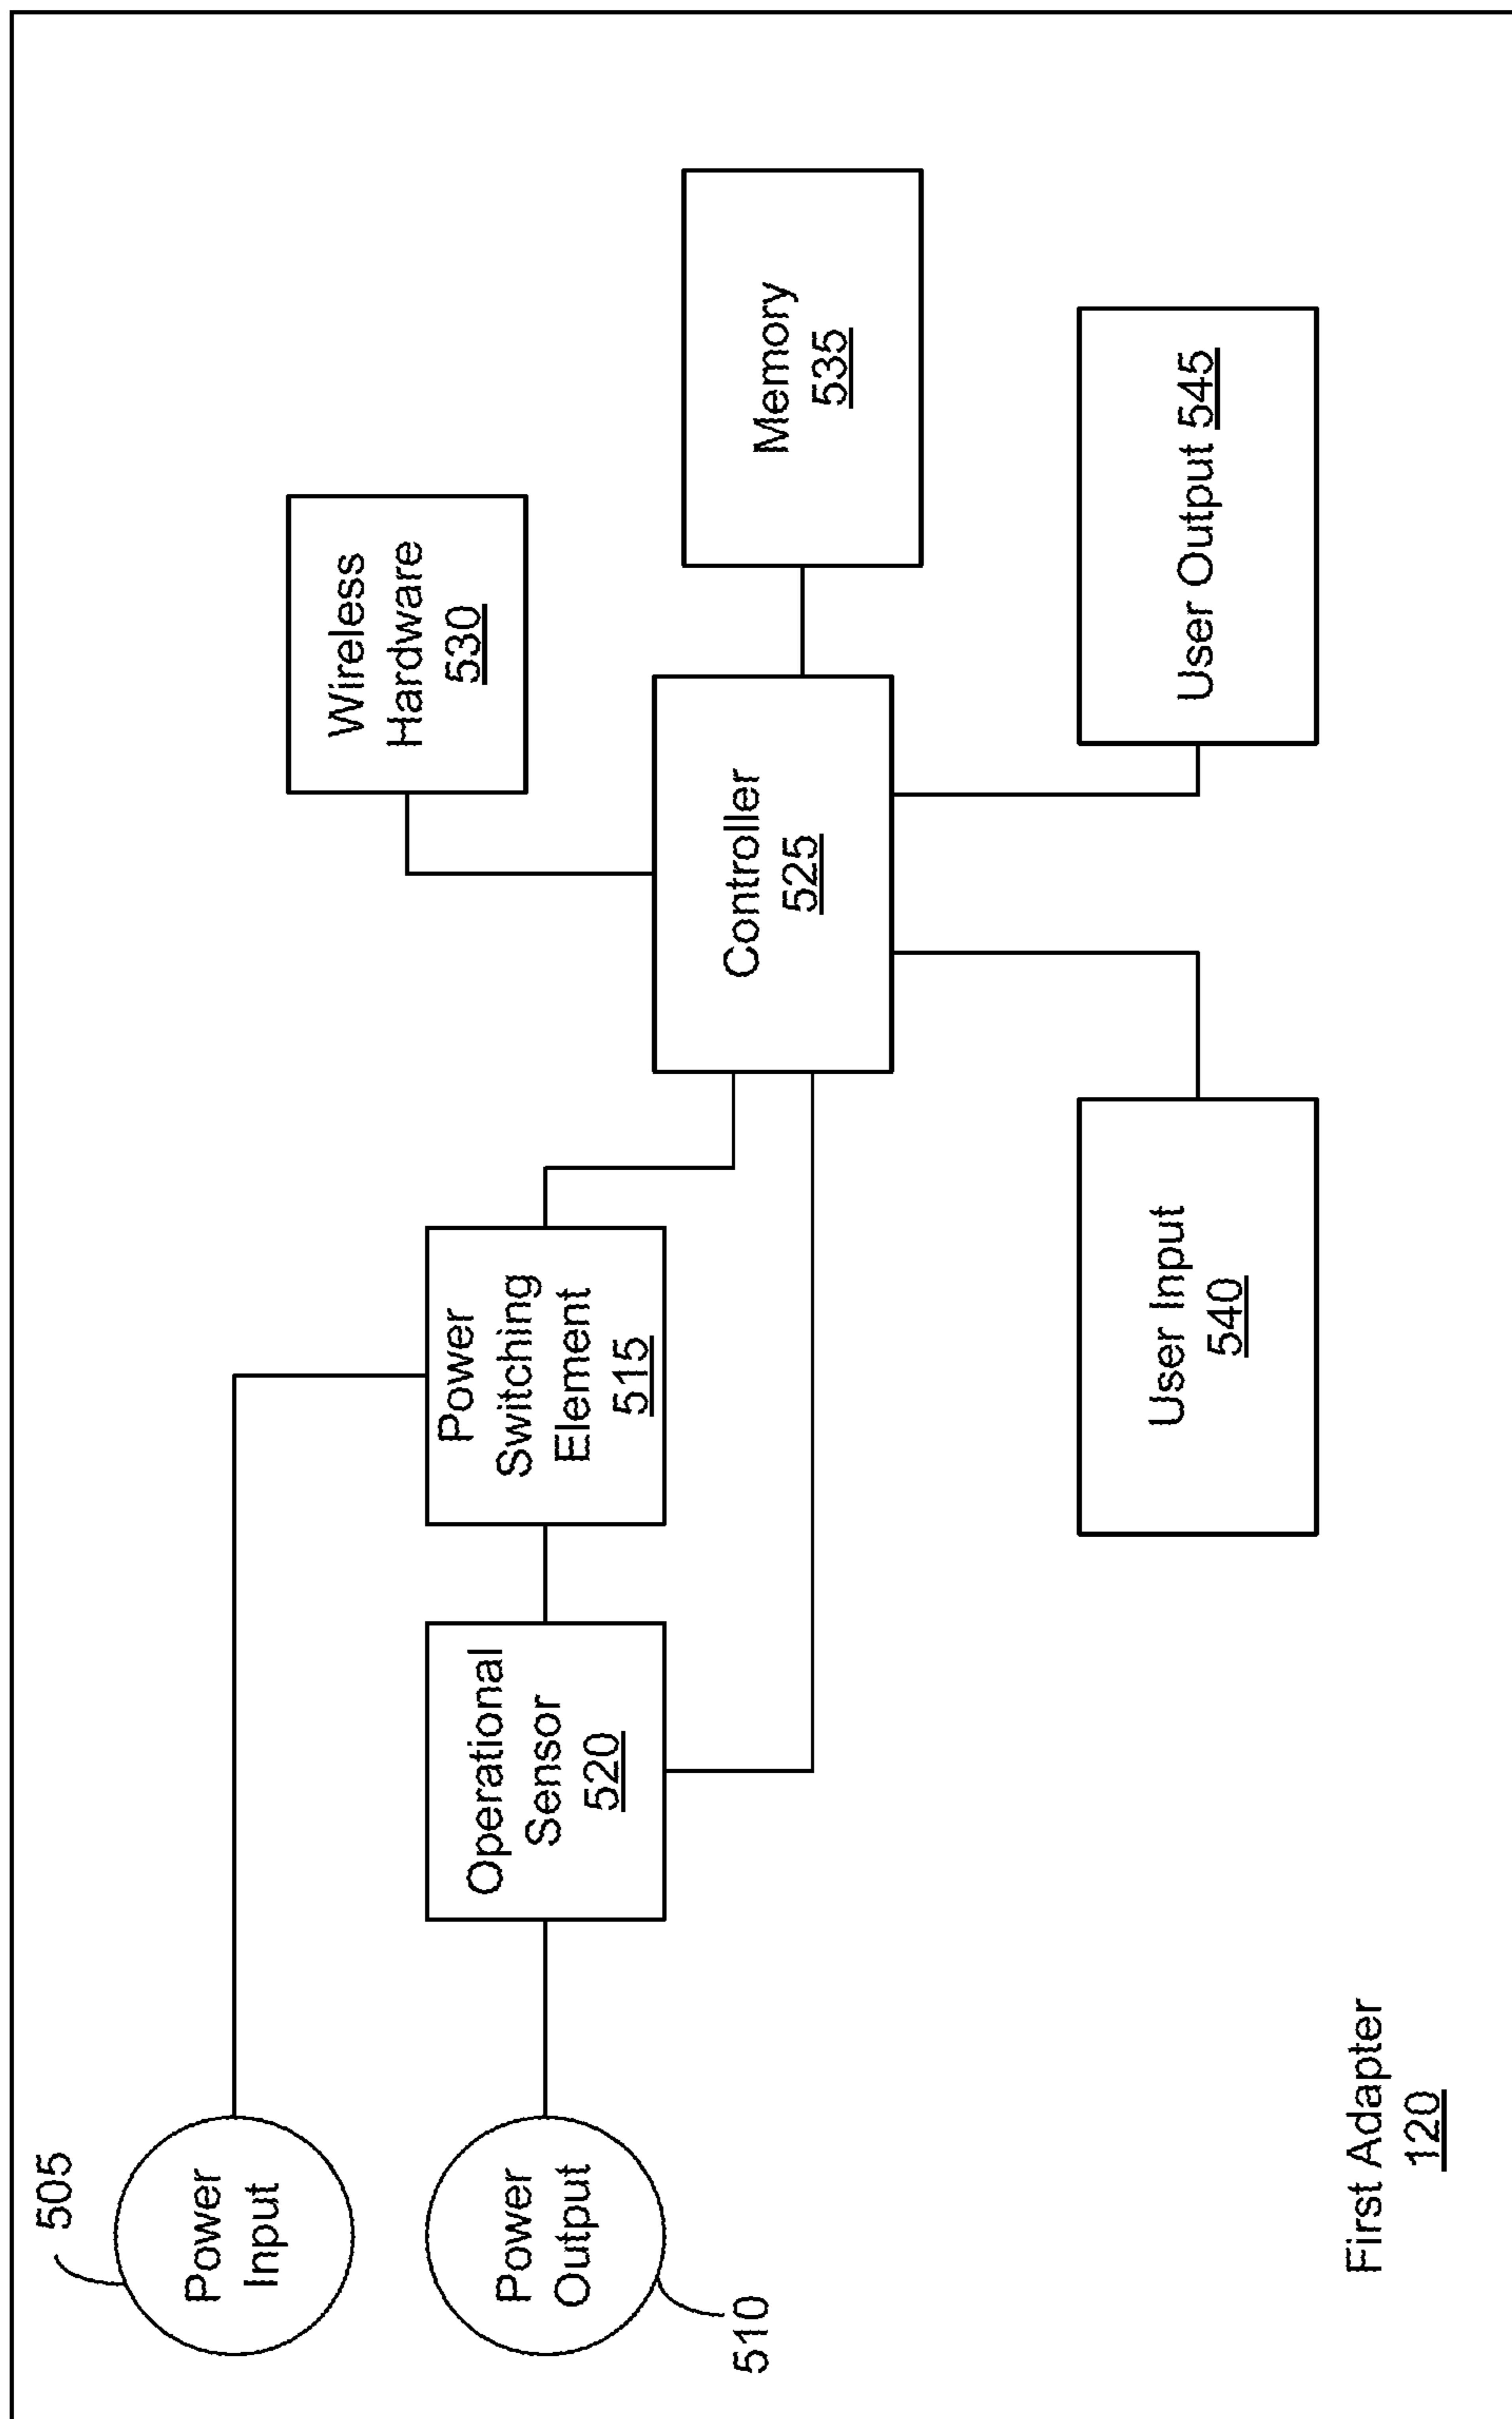 505
Power
Input
Power
Output
510
Operational
Sensor
520
Power
Switching
Element
515
Wireless
Hardware
530
Controller
525
Memory
535
User Input
540
User Output 545
First Adapter
120